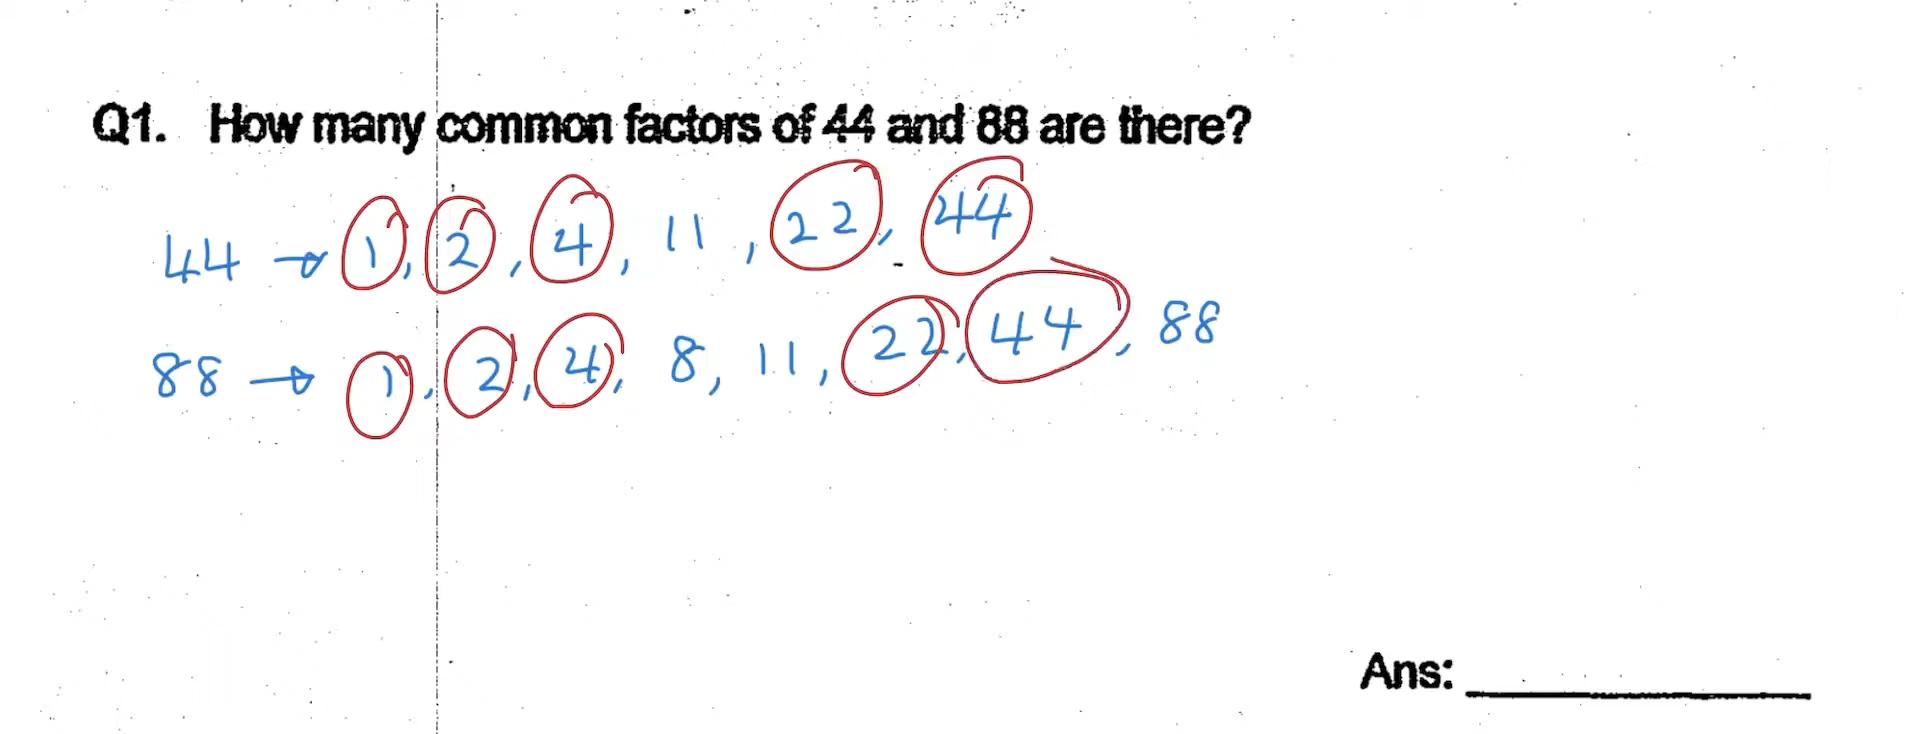 Q1. How many common factors of 44 and 88 are there?
44 → 1, 2, 4, 11, 22, 44
88 → 1, 2, 4, 8, 11, 22, 44, 88
Ans: